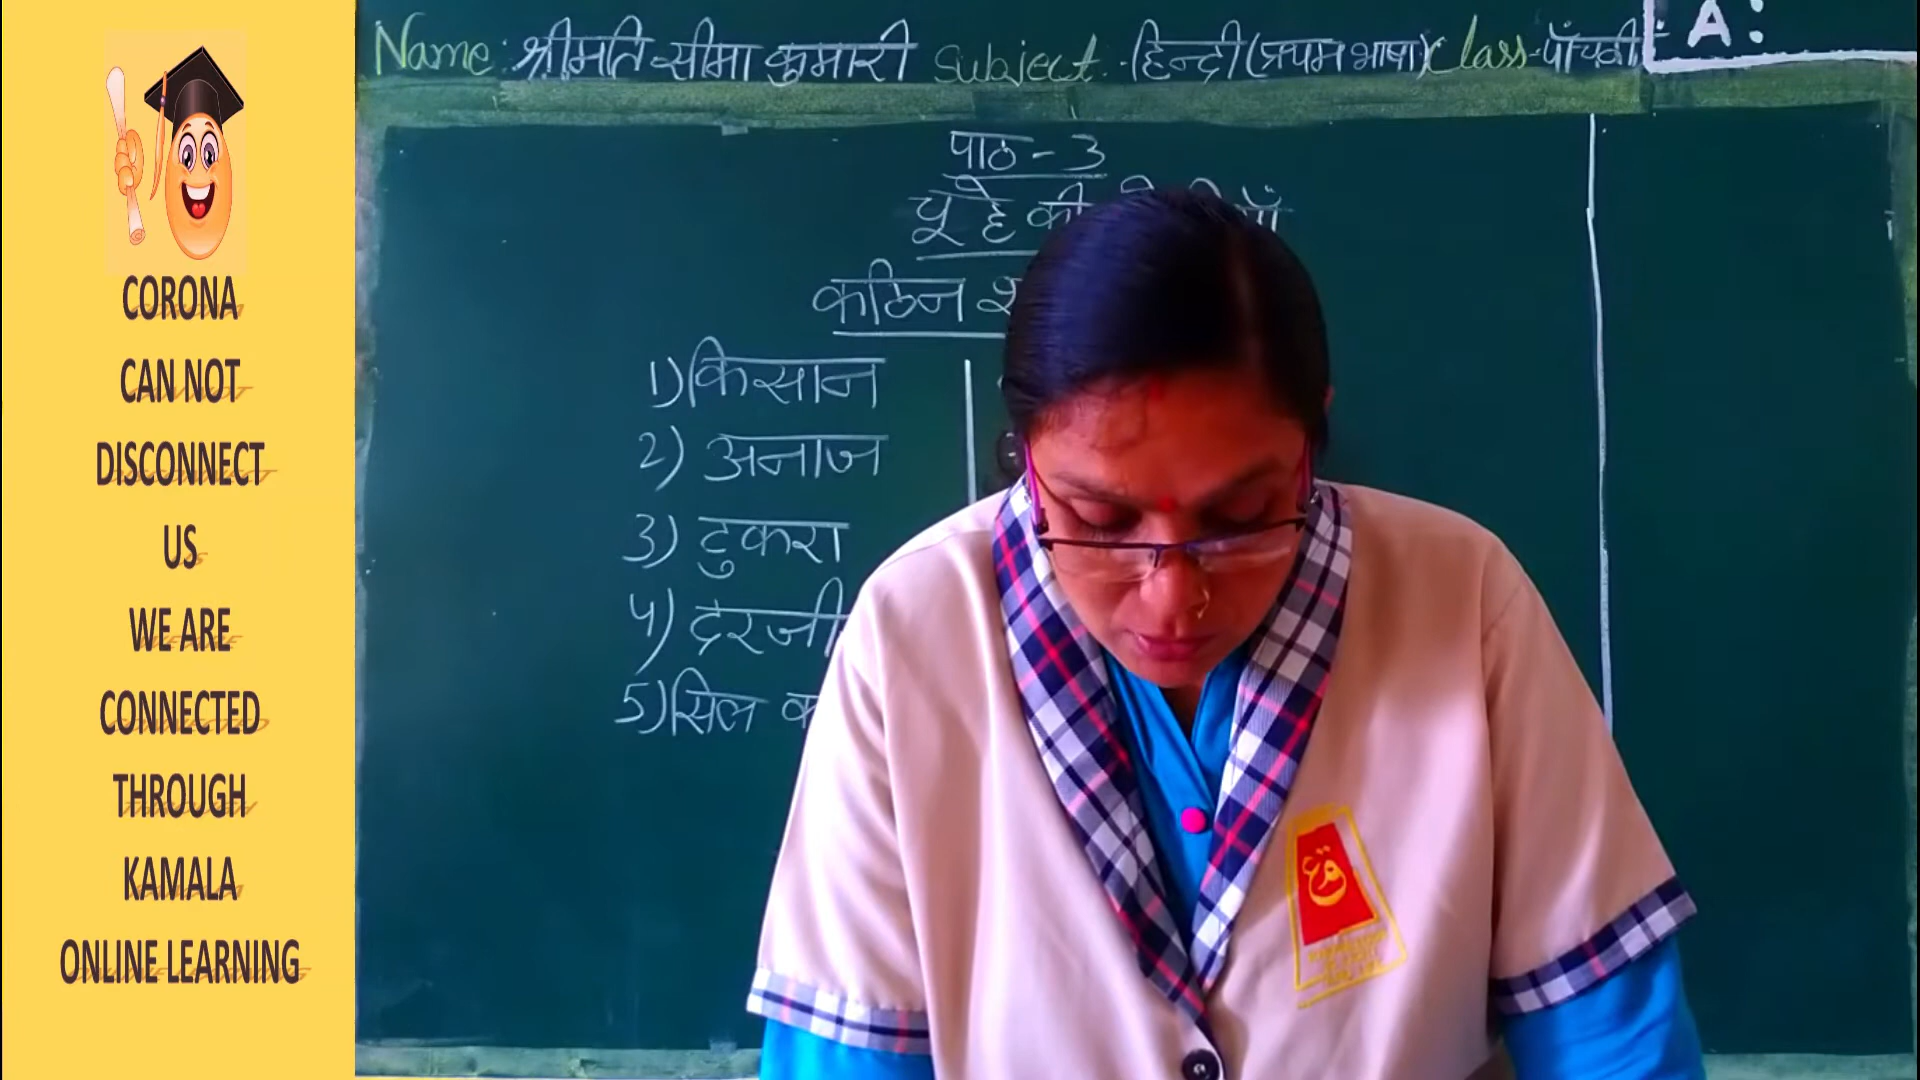 CORONA
CAN NOT
DISCONNECT
US
WE ARE
CONNECTED
THROUGH
KAMALA
ONLINE LEARNING
Name: श्रीमति सीमा कुमारी Subject:-हिन्दी(प्रथम भाषा) Class-पाँचवी
A:
पाठ-3
चू हे की
कठिन
1) किसान
2) अनाज
3) टुकरा
4) दरजी
5) सिल